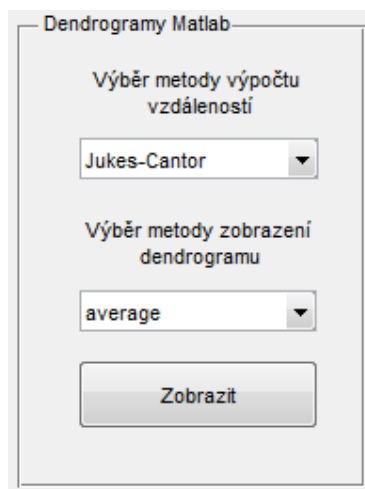 Dendrogramy Matlab
Výběr metody výpočtu
vzdáleností
Jukes-Cantor
Výběr metody zobrazení
dendrogramu
average
Zobrazit